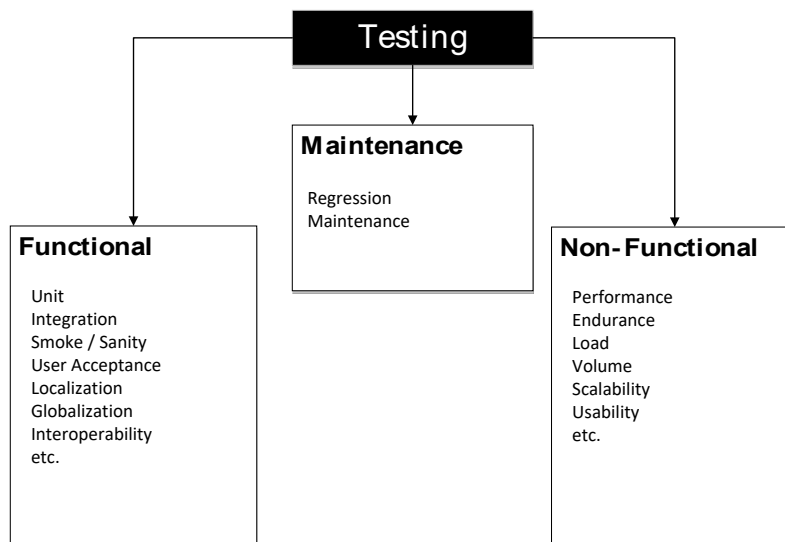 Testing
Maintenance
Regression
Maintenance
Functional
Unit
Integration
Smoke / Sanity
User Acceptance
Localization
Globalization
Interoperability
etc.
Non-Functional
Performance
Endurance
Load
Volume
Scalability
Usability
etc.